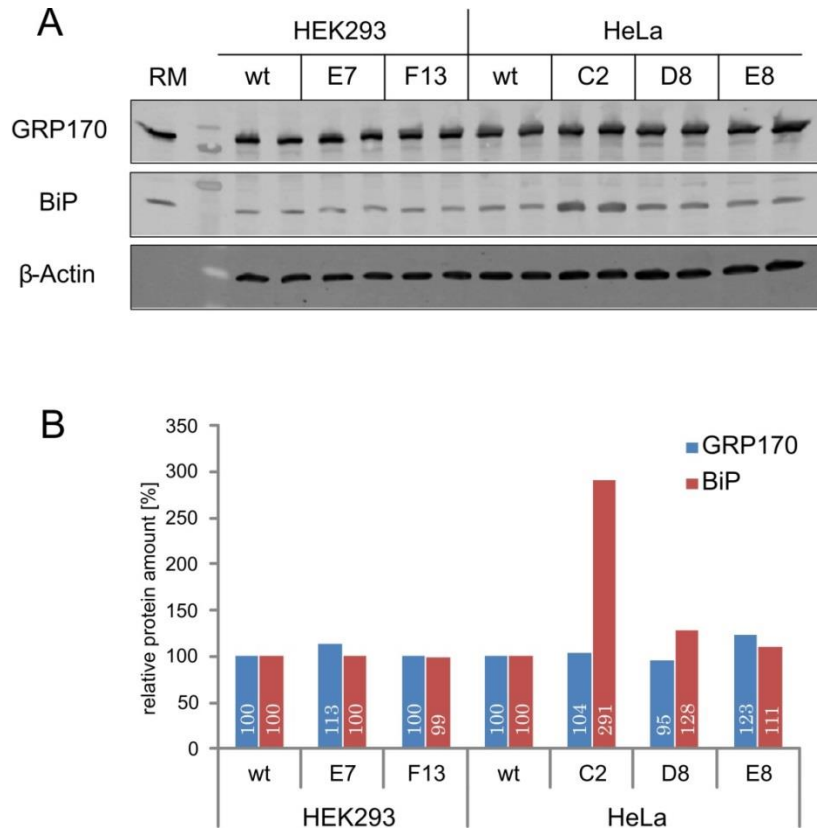 A
HEK293 HeLa
RM wt E7 F13 wt C2 D8 E8
GRP170
BiP
β-Actin
B
350
300
250
200
150
100
50
0
relative protein amount [%]
GRP170
BiP
100 100 113 100 100 99 100 100 104 291 95 128 123 111
wt E7 F13 wt C2 D8 E8
HEK293 HeLa